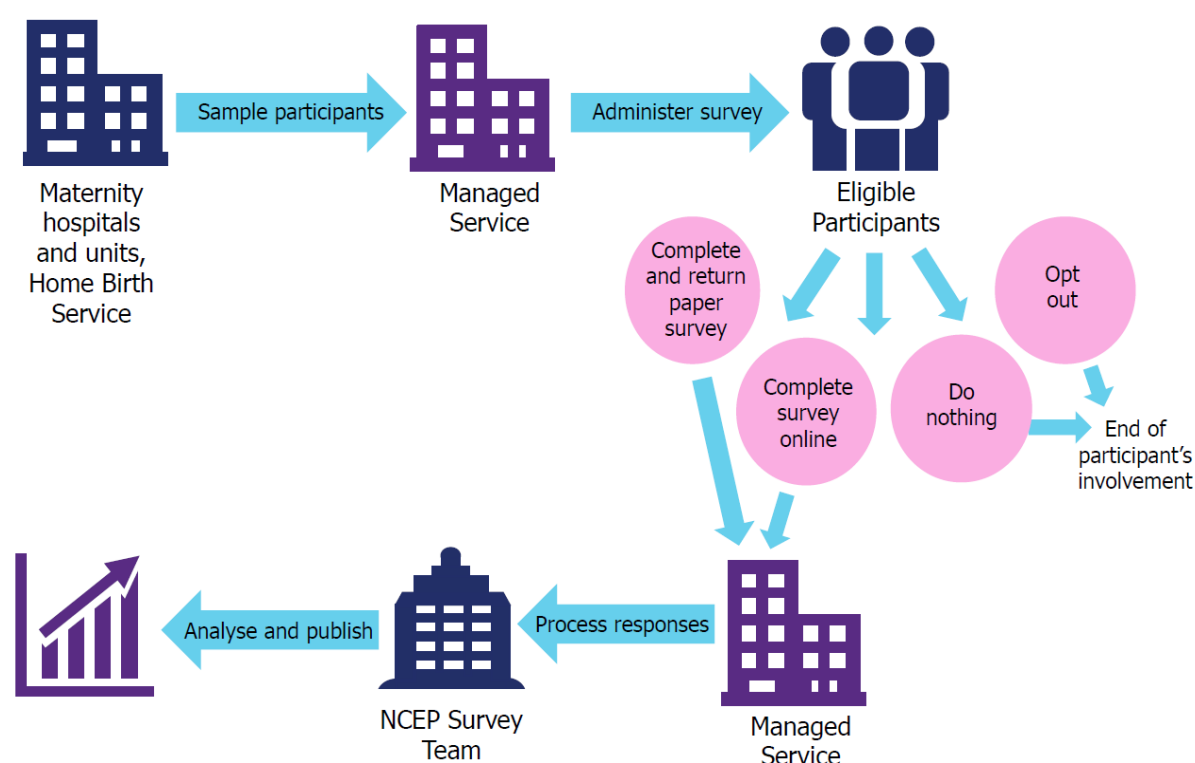 Sample participants
Administer survey
Maternity
hospitals
and units,
Home Birth
Service
Managed
Service
Eligible
Participants
Complete
and return
paper
survey
Complete
survey
online
Do
nothing
Opt
out
End of
participant's
involvement
Analyse and publish
Process responses
NCEP Survey
Team
Managed
Service